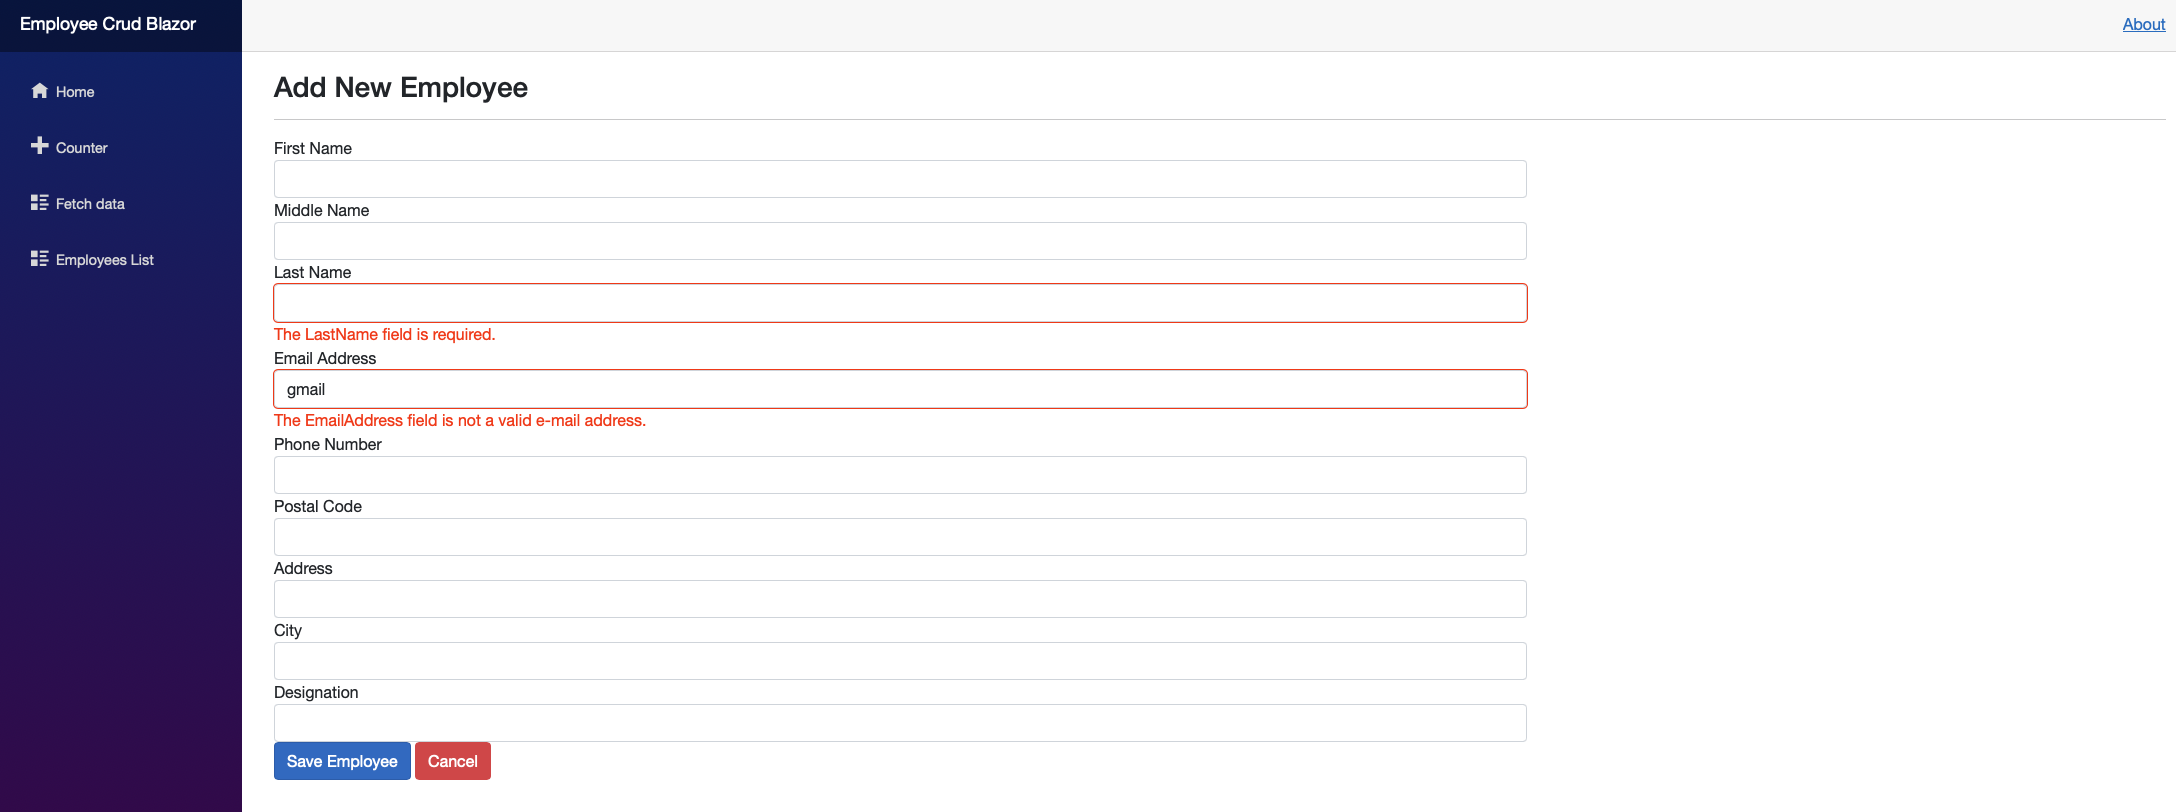 Employee Crud Blazor
About
Home
Counter
Fetch data
Employees List
Add New Employee
First Name
Middle Name
Last Name
The LastName field is required.
Email Address
gmail
The EmailAddress field is not a valid e-mail address.
Phone Number
Postal Code
Address
City
Designation
Save Employee Cancel